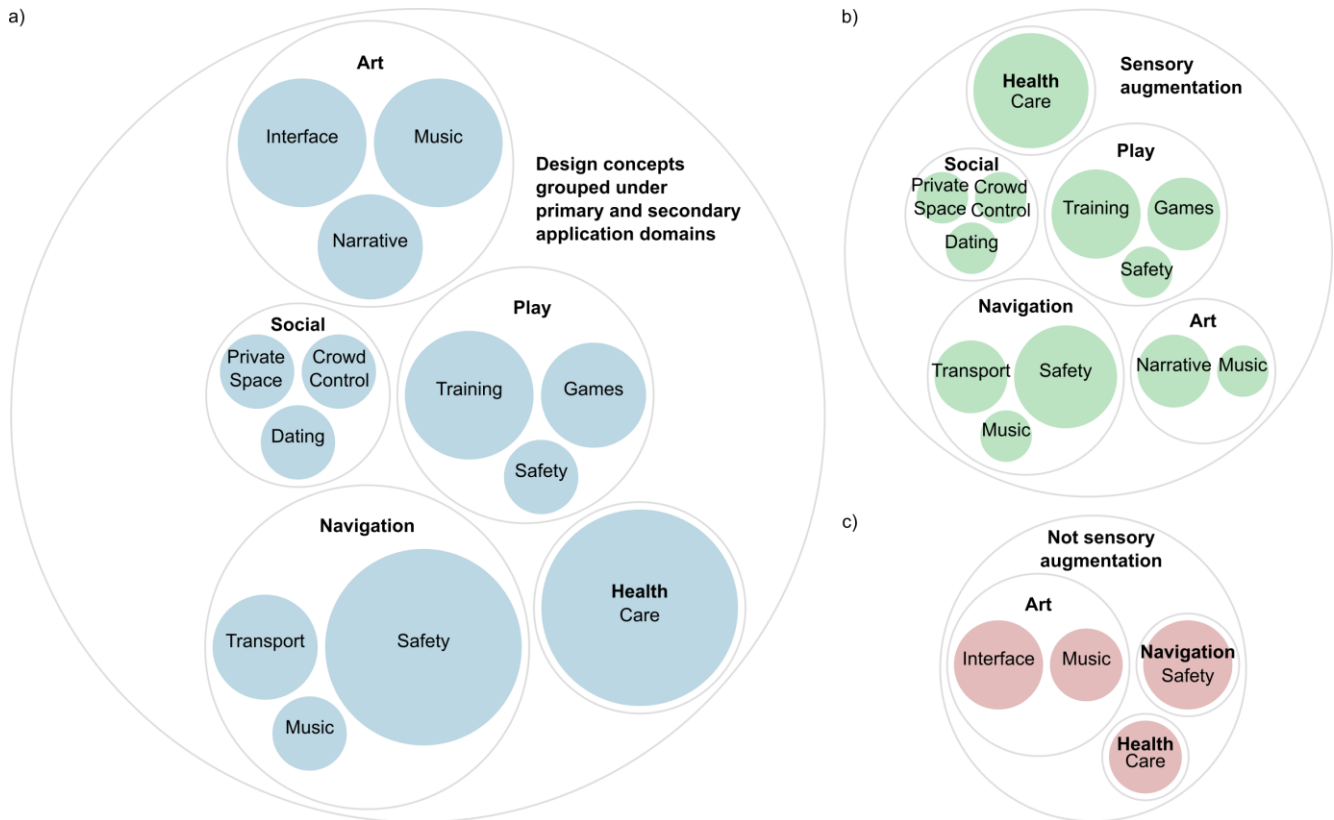 a)
Art
Interface
Music
Narrative
Design concepts
grouped under
primary and secondary
application domains
Social
Private
Space
Crowd
Control
Dating
Play
Training
Games
Safety
Navigation
Transport
Safety
Music
Health
Care
b)
Sensory
augmentation
Health
Care
Social
Private
Space
Crowd
Control
Dating
Play
Training
Games
Safety
Navigation
Transport
Safety
Music
Art
Narrative
Music
c)
Not sensory
augmentation
Art
Interface
Music
Navigation
Safety
Health
Care